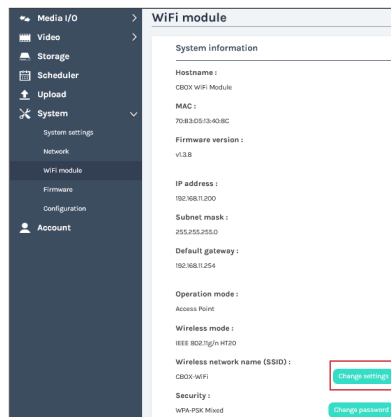 Media I/O
Video
Storage
Scheduler
Upload
System
System settings
Network
WiFi module
Firmware
Configuration
Account
WiFi module
System information
Hostname :
CBOX WiFi Module
MAC :
70:B3:D5:13:40:8C
Firmware version :
v1.3.8
IP address :
192.168.11.200
Subnet mask :
255.255.255.0
Default gateway :
192.168.11.254
Operation mode :
Access Point
Wireless mode :
IEEE 802.11g/n HT20
Wireless network name (SSID) :
CBOX-WiFi
Change settings
Security :
WPA-PSK Mixed
Change password